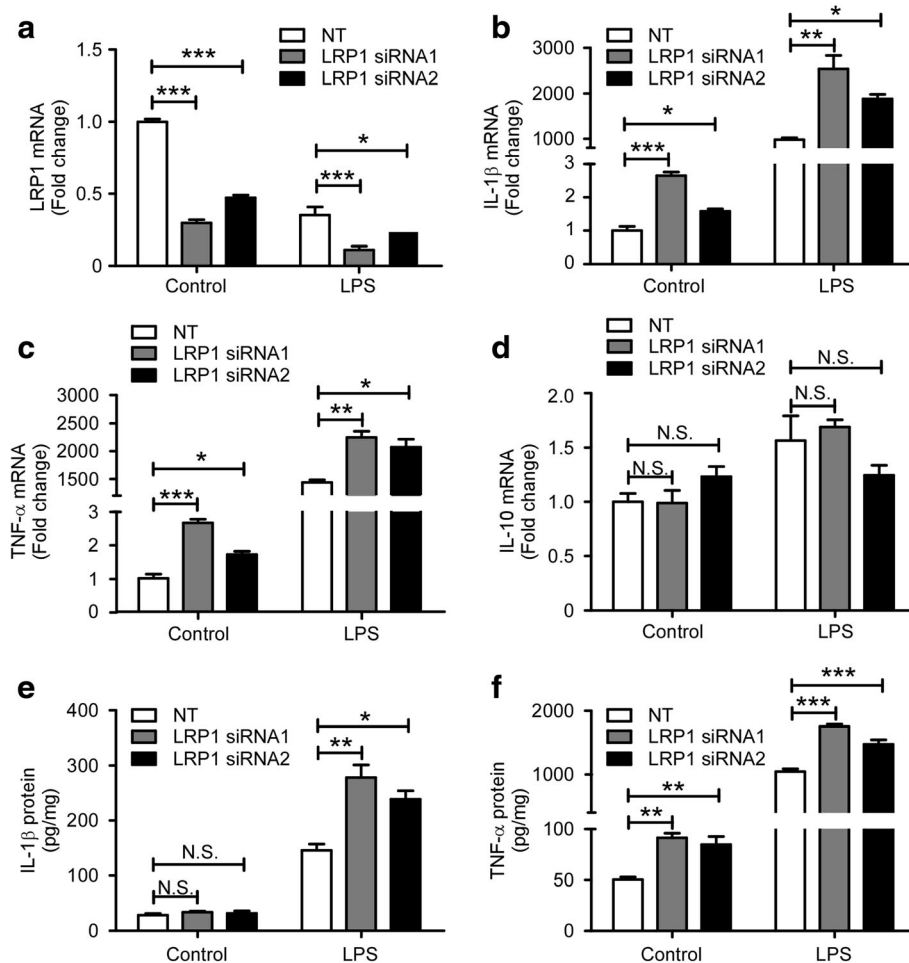 a
NT
LRP1 siRNA1
LRP1 siRNA2
LRP1 mRNA
(Fold change)
1.5
1.0
0.5
0
***
***
*
***
Control
LPS
b
NT
LRP1 siRNA1
LRP1 siRNA2
IL-1β mRNA
(Fold change)
3000
2000
1000
3
2
1
0
*
***
*
**
Control
LPS
c
NT
LRP1 siRNA1
LRP1 siRNA2
TNF-α mRNA
(Fold change)
3000
2500
2000
1500
3
2
1
0
*
***
*
**
Control
LPS
d
NT
LRP1 siRNA1
LRP1 siRNA2
IL-10 mRNA
(Fold change)
2.0
1.5
1.0
0.5
0
N.S.
N.S.
N.S.
N.S.
Control
LPS
e
NT
LRP1 siRNA1
LRP1 siRNA2
IL-1β protein
(pg/mg)
400
300
200
100
0
N.S.
N.S.
*
**
Control
LPS
f
NT
LRP1 siRNA1
LRP1 siRNA2
TNF-α protein
(pg/mg)
2000
1000
100
50
0
**
**
***
***
Control
LPS